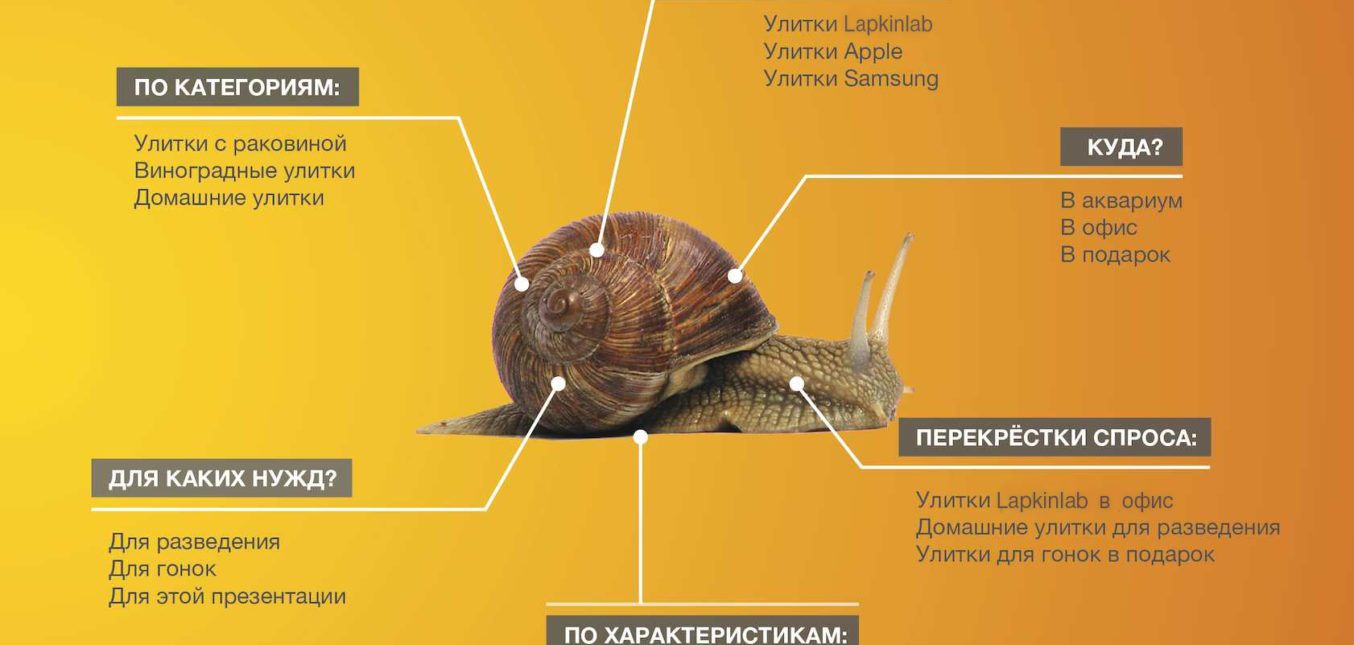 Улитки Lapkinlab
Улитки Apple
Улитки Samsung
ПО КАТЕГОРИЯМ:
Улитки с раковиной
Виноградные улитки
Домашние улитки
КУДА?
В аквариум
В офис
В подарок
ДЛЯ КАКИХ НУЖД?
Для разведения
Для гонок
Для этой презентации
ПЕРЕКРЁСТКИ СПРОСА:
Улитки Lapkinlab в офис
Домашние улитки для разведения
Улитки для гонок в подарок
ПО ХАРАКТЕРИСТИКАМ: